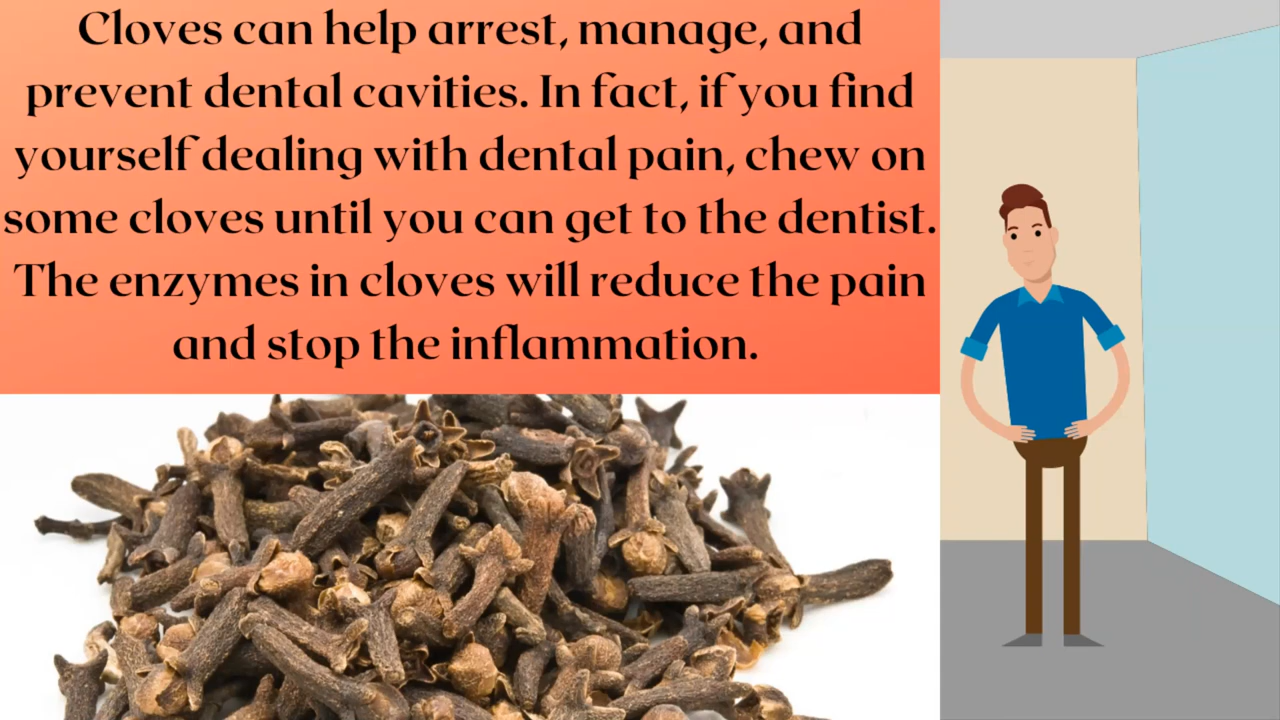 Cloves can help arrest, manage, and
prevent dental cavities. In fact, if you find
yourself dealing with dental pain, chew on
some cloves until you can get to the dentist.
The enzymes in cloves will reduce the pain
and stop the inflammation.